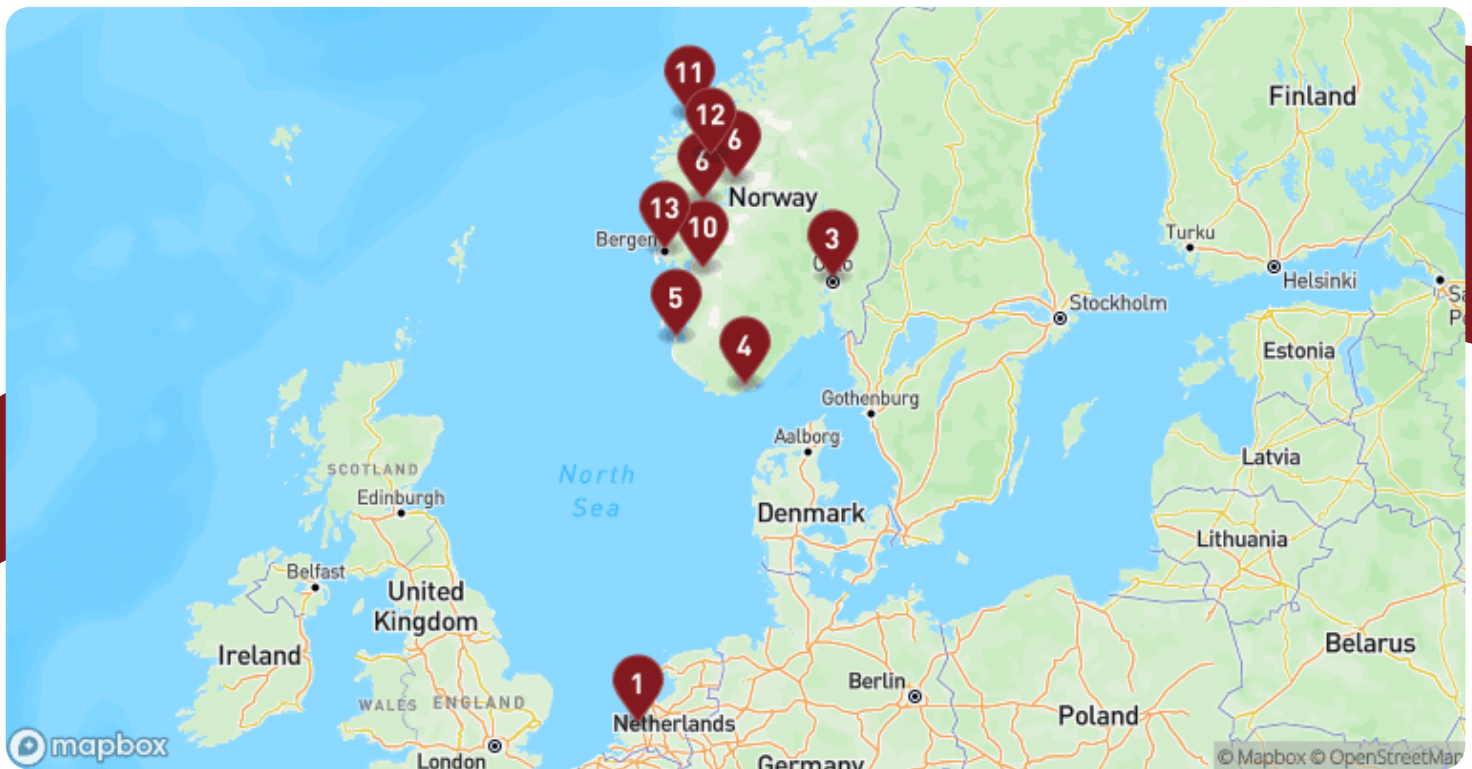 11
12
6
6
Norway
13
10
Bergen
3
5
4
Finland
Turku
Helsinki
Stockholm
Estonia
Gothenburg
Aalborg
Latvia
SCOTLAND
North
Sea
Edinburgh
Denmark
Lithuania
Belfast
United
Kingdom
Ireland
Belarus
1
Berlin
WALES
ENGLAND
Netherlands
Poland
mapbox
London
Germany
© Mapbox © OpenStreetMap